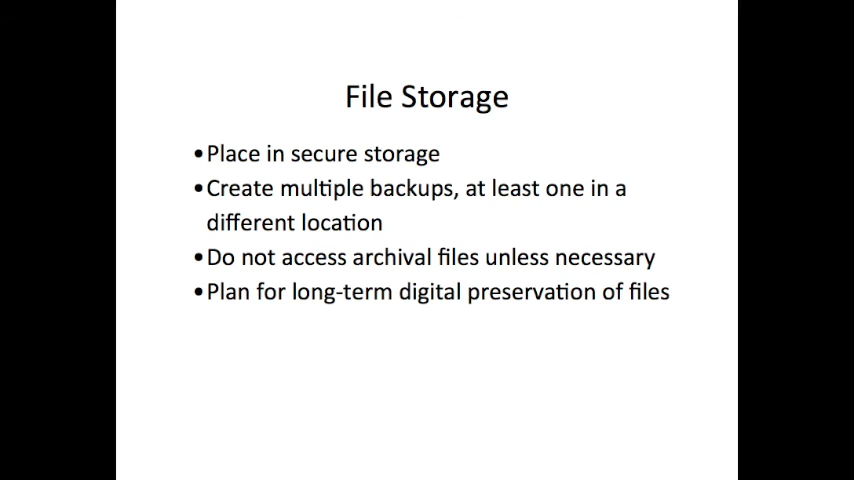 File Storage
•Place in secure storage
•Create multiple backups, at least one in a
different location
•Do not access archival files unless necessary
•Plan for long-term digital preservation of files